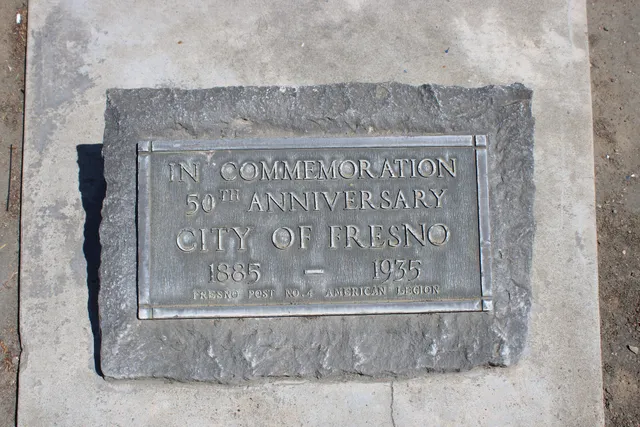 IN COMMEMORATION
50TH ANNIVERSARY
CITY OF FRESNO
1885 — 1935
FRESNO POST NO. 4 AMERICAN LEGION